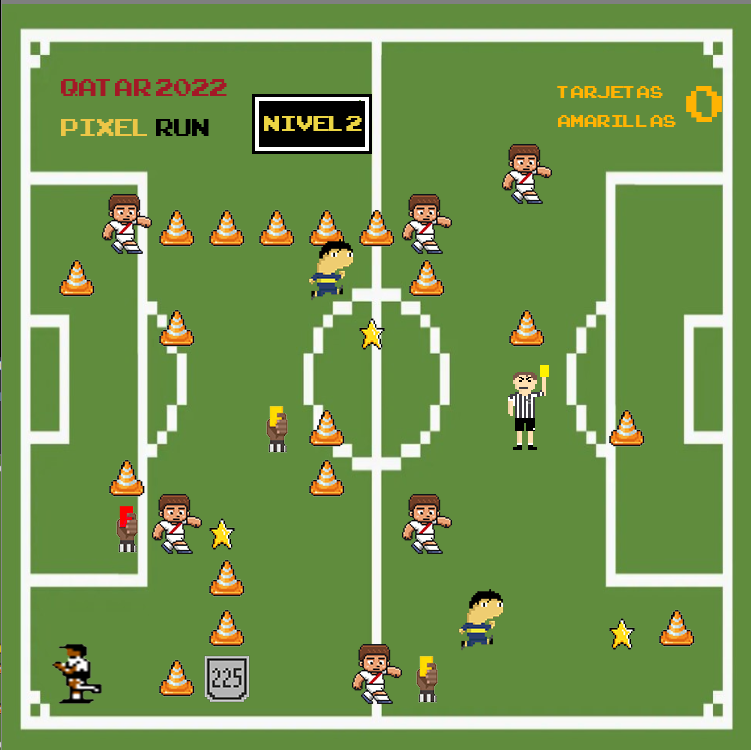 QATAR 2022
PIXEL RUN
NIVEL 2
TARJETAS
AMARILLAS
0
225